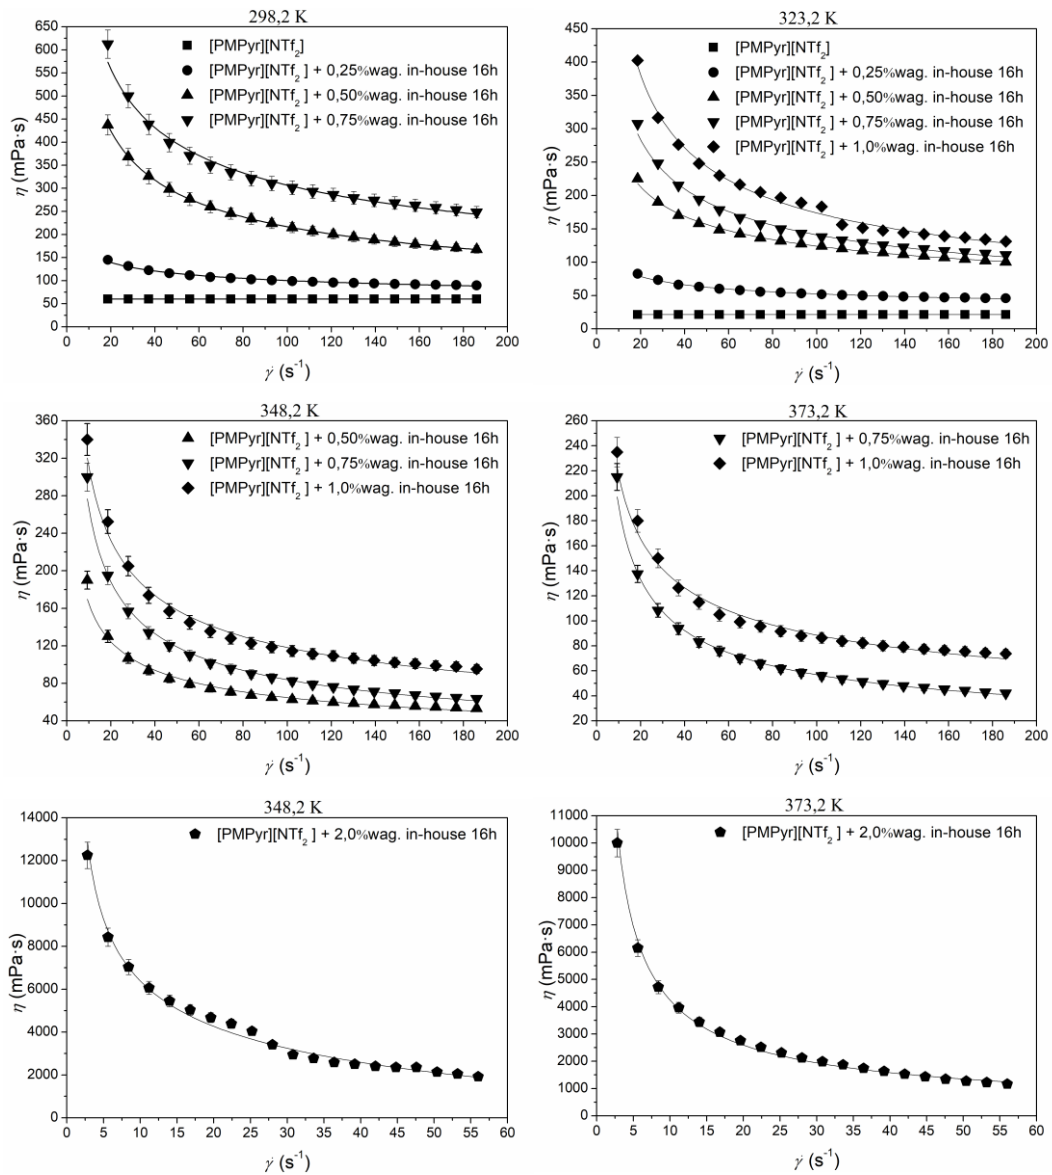 298,2 K
[PMPyr][NTf2]
[PMPyr][NTf2] + 0,25%wag. in-house 16h
[PMPyr][NTf2] + 0,50%wag. in-house 16h
[PMPyr][NTf2] + 0,75%wag. in-house 16h
η (mPa·s)
650
600
550
500
450
400
350
300
250
200
150
100
50
0
0 20 40 60 80 100 120 140 160 180 200
γ̇ (s-1)
323,2 K
[PMPyr][NTf2]
[PMPyr][NTf2] + 0,25%wag. in-house 16h
[PMPyr][NTf2] + 0,50%wag. in-house 16h
[PMPyr][NTf2] + 0,75%wag. in-house 16h
[PMPyr][NTf2] + 1,0%wag. in-house 16h
η (mPa·s)
450
400
350
300
250
200
150
100
50
0
0 20 40 60 80 100 120 140 160 180 200
γ̇ (s-1)
348,2 K
[PMPyr][NTf2] + 0,50%wag. in-house 16h
[PMPyr][NTf2] + 0,75%wag. in-house 16h
[PMPyr][NTf2] + 1,0%wag. in-house 16h
η (mPa·s)
360
320
280
240
200
160
120
80
40
0 20 40 60 80 100 120 140 160 180 200
γ̇ (s-1)
373,2 K
[PMPyr][NTf2] + 0,75%wag. in-house 16h
[PMPyr][NTf2] + 1,0%wag. in-house 16h
η (mPa·s)
260
240
220
200
180
160
140
120
100
80
60
40
20
0 20 40 60 80 100 120 140 160 180 200
γ̇ (s-1)
348,2 K
[PMPyr][NTf2] + 2,0%wag. in-house 16h
η (mPa·s)
14000
12000
10000
8000
6000
4000
2000
0
0 5 10 15 20 25 30 35 40 45 50 55 60
γ̇ (s-1)
373,2 K
[PMPyr][NTf2] + 2,0%wag. in-house 16h
η (mPa·s)
11000
10000
9000
8000
7000
6000
5000
4000
3000
2000
1000
0
0 5 10 15 20 25 30 35 40 45 50 55 60
γ̇ (s-1)